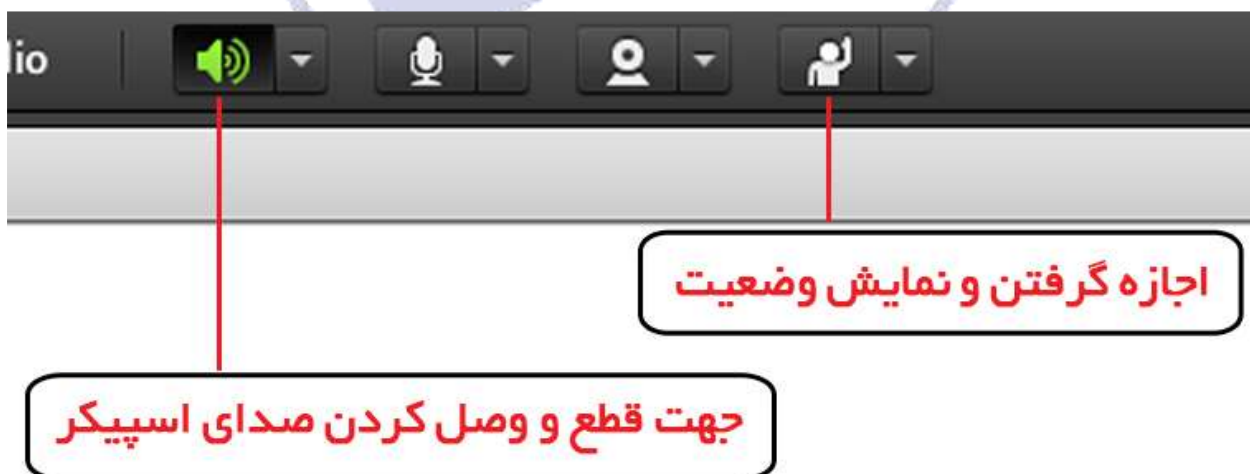 lio
اجازه گرفتن و نمایش وضعیت
جهت قطع و وصل کردن صدای اسپیکر